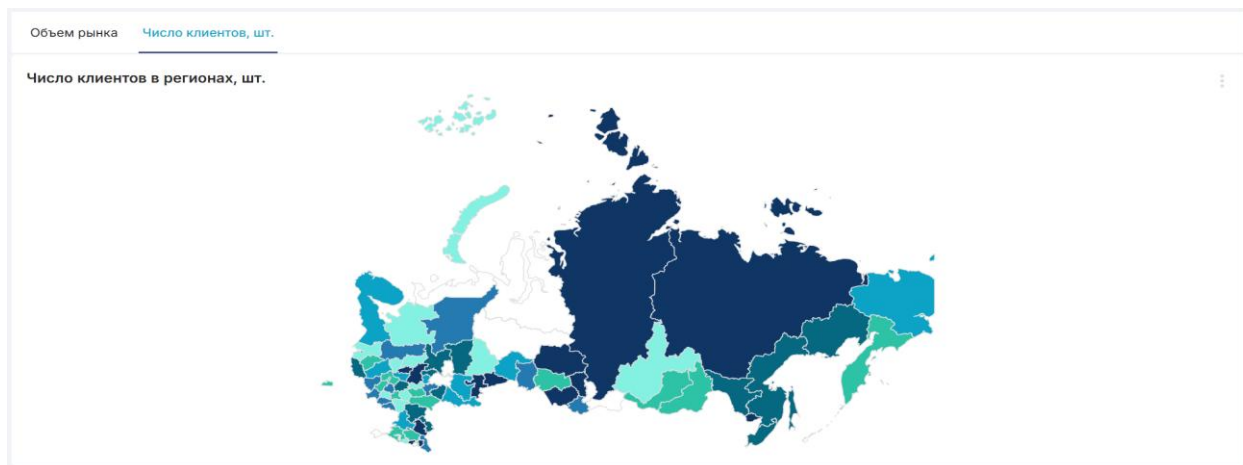 Объем рынка Число клиентов, шт.
Число клиентов в регионах, шт.